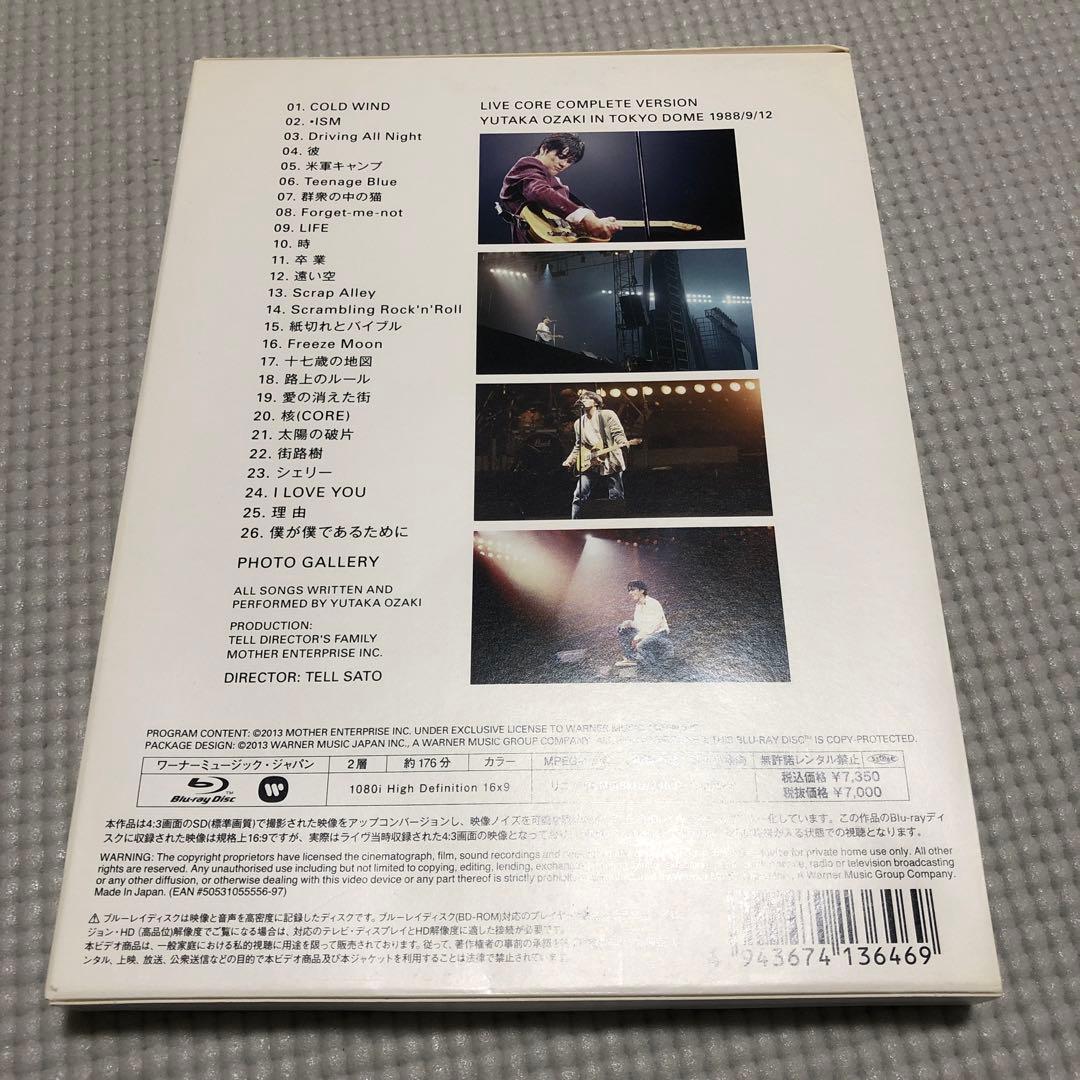 01. COLD WIND
02. •ISM
03. Driving All Night
04. 彼
05. 米軍キャンプ
06. Teenage Blue
07. 群衆の中の猫
08. Forget-me-not
09. LIFE
10. 時
11. 卒 業
12. 遠い空
13. Scrap Alley
14. Scrambling Rock'n'Roll
15. 紙切れとバイブル
16. Freeze Moon
17. 十七歳の地図
18. 路上のルール
19. 愛の消えた街
20. 核(CORE)
21. 太陽の破片
22. 街路樹
23. シェリー
24. I LOVE YOU
25. 理 由
26. 僕が僕であるために
PHOTO GALLERY
ALL SONGS WRITTEN AND
PERFORMED BY YUTAKA OZAKI
PRODUCTION:
TELL DIRECTOR'S FAMILY
MOTHER ENTERPRISE INC.
DIRECTOR: TELL SATO
LIVE CORE COMPLETE VERSION
YUTAKA OZAKI IN TOKYO DOME 1988/9/12
PROGRAM CONTENT: ©2013 MOTHER ENTERPRISE INC. UNDER EXCLUSIVE LICENSE TO WARNER MUSIC
PACKAGE DESIGN: ©2013 WARNER MUSIC JAPAN INC., A WARNER MUSIC GROUP COMPANY. THIS BLU-RAY DISC™ IS COPY-PROTECTED.
ワーナーミュージック・ジャパン 2層 約176分 カラー MPEG- 無許諾レンタル禁止
Blu-ray Disc 1080i High Definition 16x9 リニア
税込価格 ¥7,350
税抜価格 ¥7,000
本作品は4:3画面のSD(標準画質)で撮影された映像をアップコンバージョンし、映像ノイズを可能な 化しています。この作品のBlu-rayディ
スクに収録された映像は規格上16:9ですが、実際はライヴ当時収録された4:3画面の映像となって 状態での視聴となります。
WARNING: The copyright proprietors have licensed the cinematograph, film, sound recordings and for private home use only. All other
rights are reserved. Any unauthorised use including but not limited to copying, editing, lending, radio or television broadcasting
or any other diffusion, or otherwise dealing with this video device or any part thereof is strictly A Warner Music Group Company.
Made In Japan. (EAN #50531055556-97)
⚠ ブルーレイディスクは映像と音声を高密度に記録したディスクです。ブルーレイディスク(BD-ROM)対応のプレイヤー
ジョン・HD (高品位)解像度でご覧になる場合は、対応のテレビ・ディスプレイとHD解像度に適した接続が必要です
本ビデオ商品は、一般家庭における私的視聴に用途を限って販売されております。従って、著作権者の事前の承諾を
ンタル、上映、放送、公衆送信などの目的で本ビデオ商品及び本ジャケットを利用することは法律で禁止されています
4 943674 136469